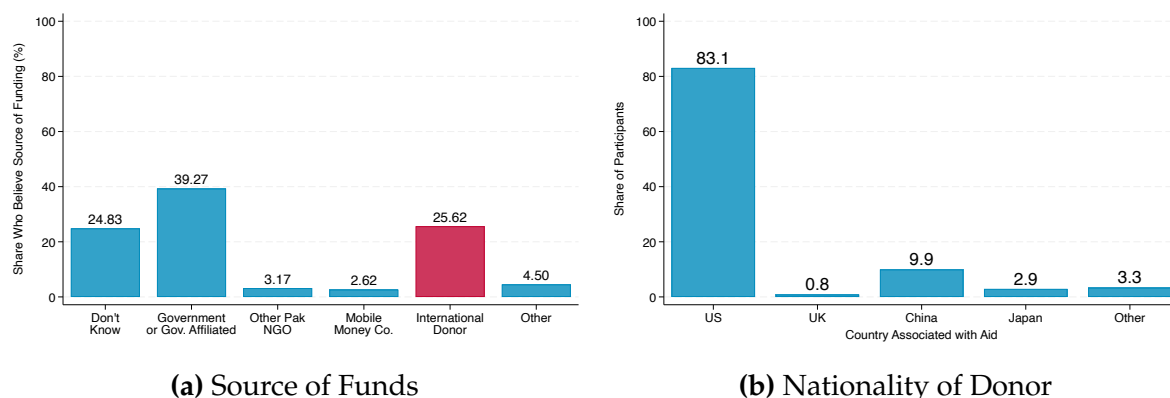 Share Who Believe Source of Funding (%)
100
80
60
40
20
0
24.83
39.27
3.17
2.62
25.62
4.50
Don't
Know
Government
or Gov. Affiliated
Other Pak
NGO
Mobile
Money Co.
International
Donor
Other
(a) Source of Funds
Share of Participants
100
80
60
40
20
0
83.1
0.8
9.9
2.9
3.3
US
UK
China
Japan
Other
Country Associated with Aid
(b) Nationality of Donor